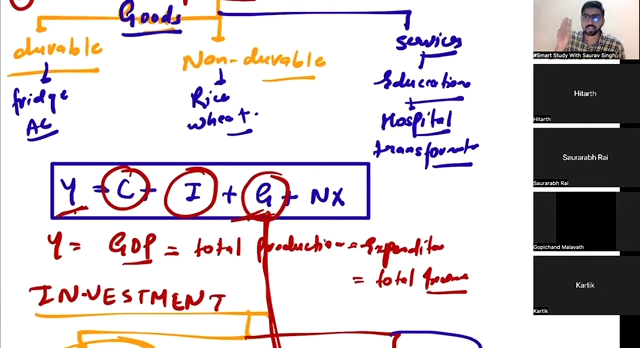 Goods
durable
Non-durable
services
fridge
AC
Rice
wheat.
Education
Hospital
Y = C + I + G + NX
Y = GDP = total production = Expenditure
= total Income
INVESTMENT
#Smart Study With Saurav Singh
Hitarth
Hitarth
Saurarabh Rai
Saurarabh Rai
Gopichand Malavath
Kartik
Kartik